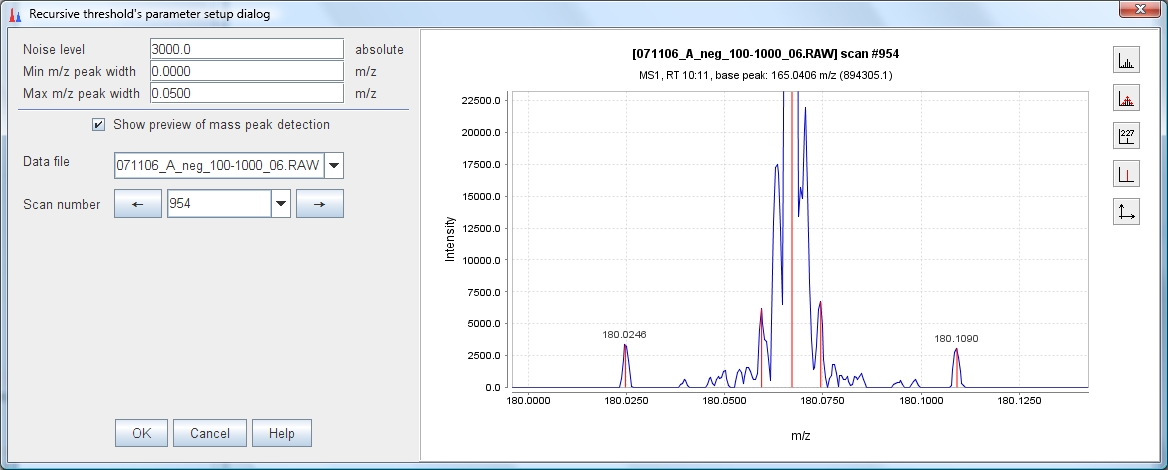 Recursive threshold's parameter setup dialog
Noise level 3000.0 absolute
Min m/z peak width 0.0000 m/z
Max m/z peak width 0.0500 m/z
Show preview of mass peak detection
Data file 071106_A_neg_100-1000_06.RAW
Scan number ← 954 →
OK Cancel Help
[071106_A_neg_100-1000_06.RAW] scan #954
MS1, RT 10:11, base peak: 165.0406 m/z (894305.1)
Intensity
22500.0
20000.0
17500.0
15000.0
12500.0
10000.0
7500.0
5000.0
2500.0
0.0
180.0246
180.1090
180.0000 180.0250 180.0500 180.0750 180.1000 180.1250
m/z
227